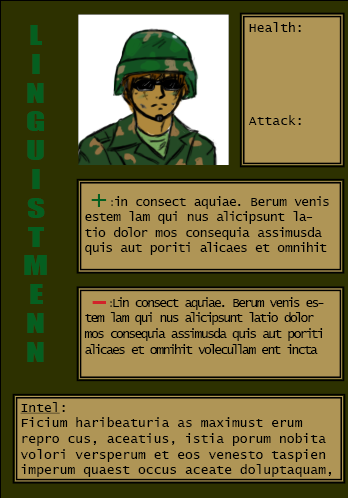 LINGUISTMENN
Health:
Attack:
+ :in consect aquiae. Berum venis
estem lam qui nus alicipsunt la-
tio dolor mos consequia assimusda
quis aut poriti alicaes et omnihit
– :Lin consect aquiae. Berum venis es-
tem lam qui nus alicipsunt latio dolor
mos consequia assimusda quis aut poriti
alicaes et omnihit volecullam ent incta
Intel:
Ficium haribeaturia as maximust erum
repro cus, aceatius, istia porum nobita
volori versperum et eos venesto taspien
imperum quaest occus aceate doluptaquam,